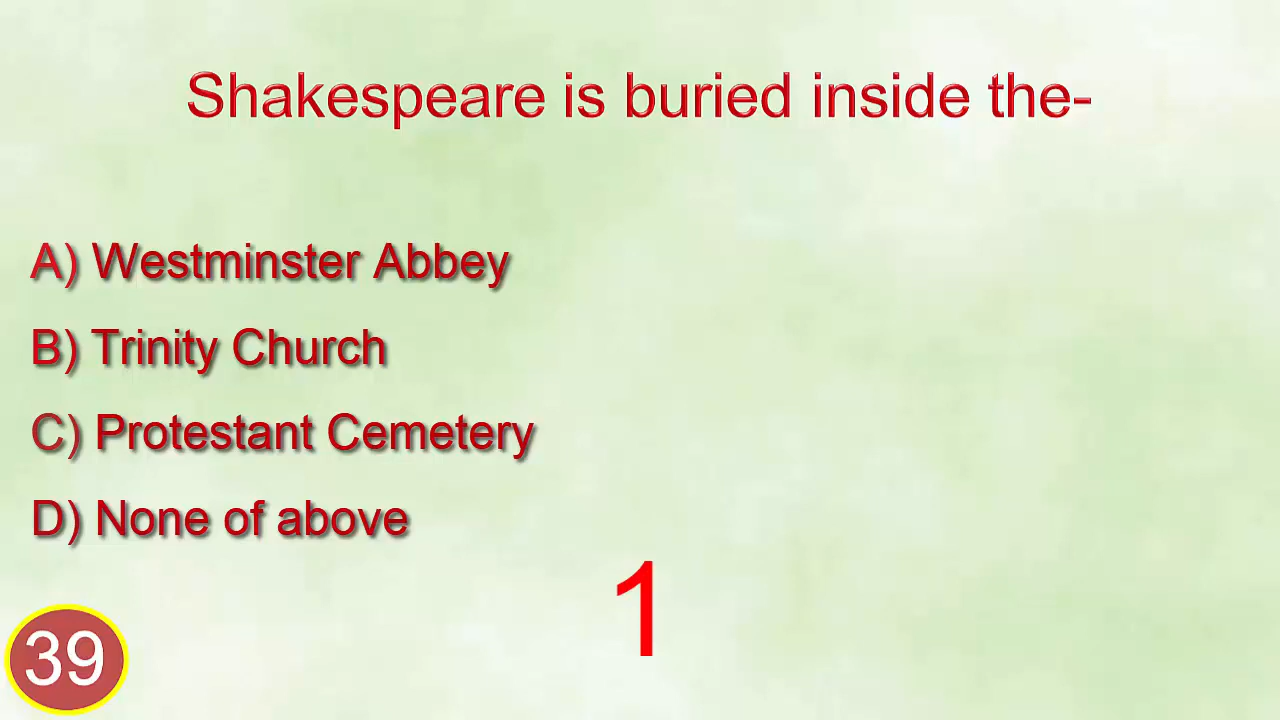 Shakespeare is buried inside the-
A) Westminster Abbey
B) Trinity Church
C) Protestant Cemetery
D) None of above
1
39